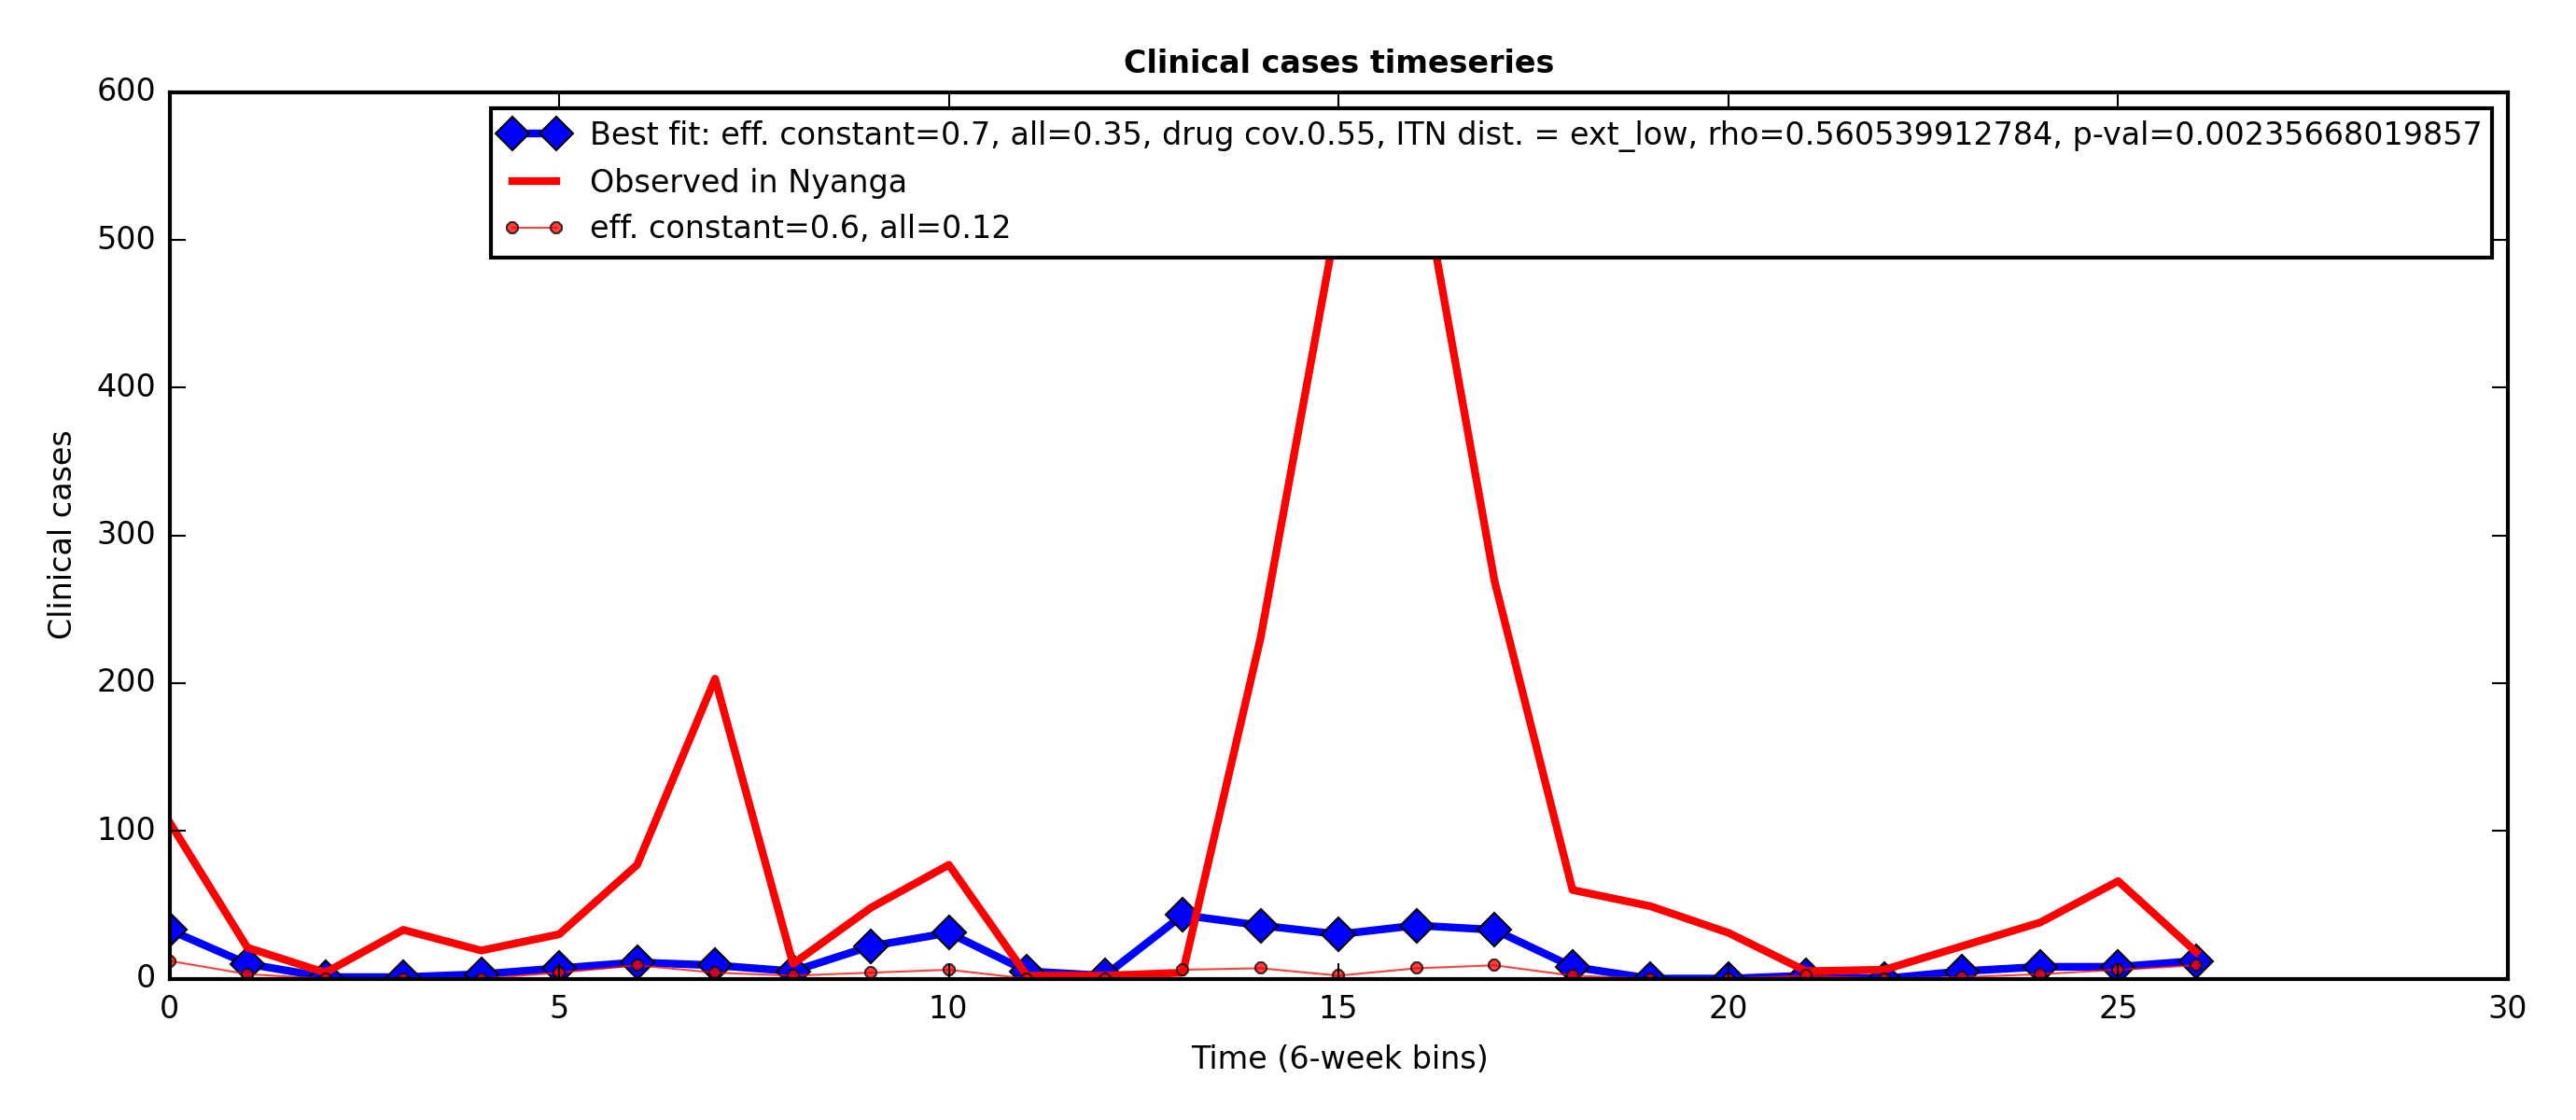 Clinical cases timeseries
600
500
400
300
200
100
0
Clinical cases
Best fit: eff. constant=0.7, all=0.35, drug cov.0.55, ITN dist. = ext_low, rho=0.560539912784, p-val=0.00235668019857
Observed in Nyanga
eff. constant=0.6, all=0.12
0 5 10 15 20 25 30
Time (6-week bins)